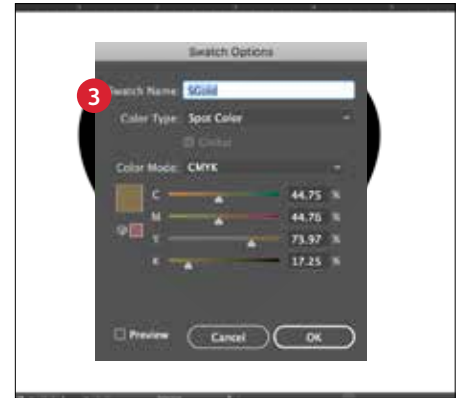 Swatch Options
3
Swatch Name: SGold
Color Type: Spot Color
Global
Color Mode: CMYK
C 44.75 %
M 44.76 %
Y 73.97 %
K 17.25 %
Preview
Cancel
OK